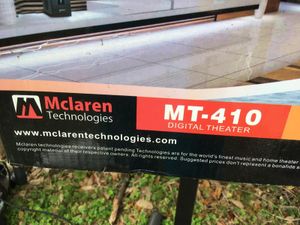 Mclaren
Technologies
MT-410
DIGITAL THEATER
www.mclarentechnologies.com
Mclaren technologies receivers patent pending Technologies are for the world's finest music and home theater
copyright material of their respective owners. All rights reserved. Suggested prices don't represent a bonafide s